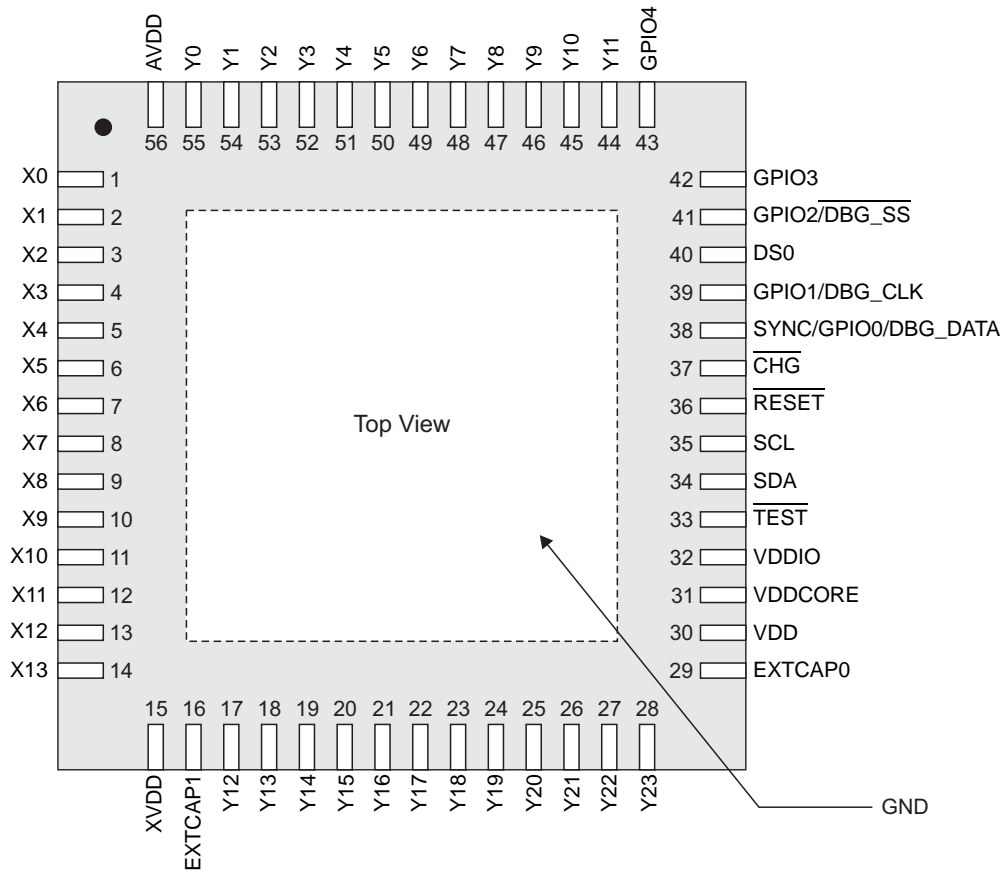 AVDD Y0 Y1 Y2 Y3 Y4 Y5 Y6 Y7 Y8 Y9 Y10 Y11 GPIO4
56 55 54 53 52 51 50 49 48 47 46 45 44 43
X0 1 42 GPIO3
X1 2 41 GPIO2/DBG_SS
X2 3 40 DS0
X3 4 39 GPIO1/DBG_CLK
X4 5 38 SYNC/GPIO0/DBG_DATA
X5 6 37 CHG
X6 7 36 RESET
Top View
X7 8 35 SCL
X8 9 34 SDA
X9 10 33 TEST
X10 11 32 VDDIO
X11 12 31 VDDCORE
X12 13 30 VDD
X13 14 29 EXTCAP0
15 16 17 18 19 20 21 22 23 24 25 26 27 28
XVDD EXTCAP1 Y12 Y13 Y14 Y15 Y16 Y17 Y18 Y19 Y20 Y21 Y22 Y23
GND